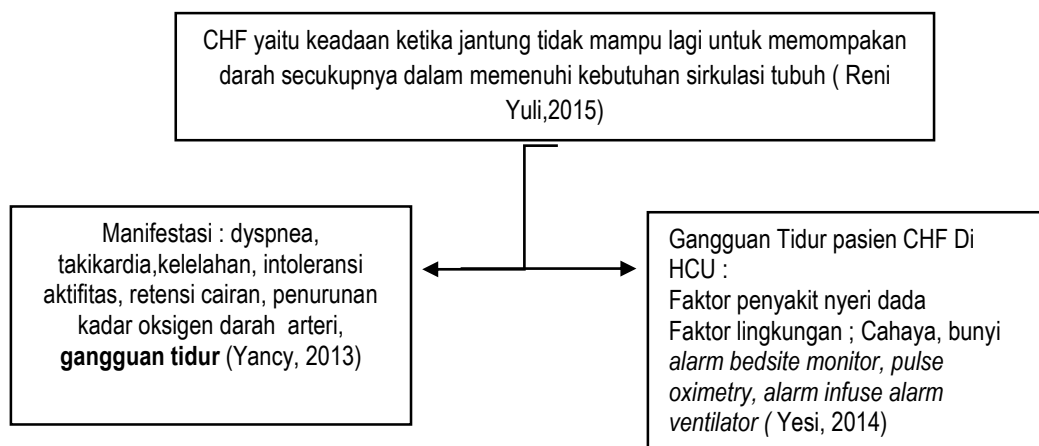 CHF yaitu keadaan ketika jantung tidak mampu lagi untuk memompakan
darah secukupnya dalam memenuhi kebutuhan sirkulasi tubuh ( Reni
Yuli,2015)
Manifestasi : dyspnea,
takikardia,kelelahan, intoleransi
aktifitas, retensi cairan, penurunan
kadar oksigen darah arteri,
gangguan tidur (Yancy, 2013)
Gangguan Tidur pasien CHF Di
HCU :
Faktor penyakit nyeri dada
Faktor lingkungan ; Cahaya, bunyi
alarm bedsite monitor, pulse
oximetry, alarm infuse alarm
ventilator ( Yesi, 2014)